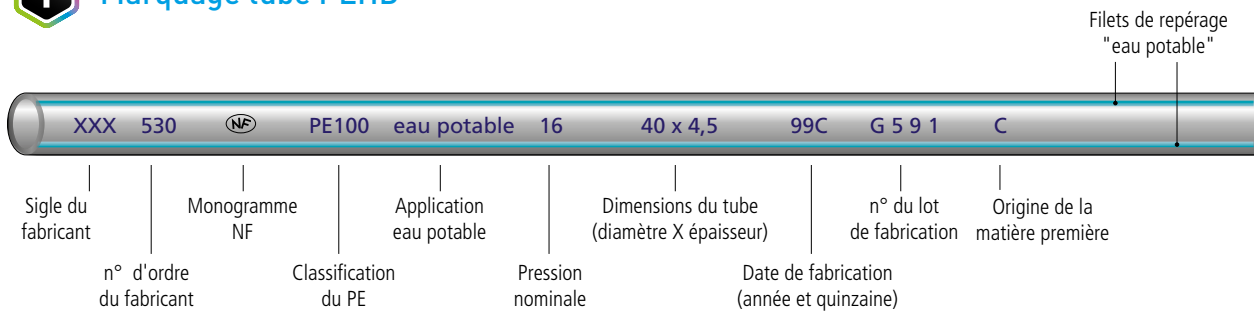 1 Marquage tube PEHD
Filets de repérage
"eau potable"
XXX 530 NF PE100 eau potable 16 40 x 4,5 99C G 5 9 1 C
Sigle du
fabricant
n° d'ordre
du fabricant
Monogramme
NF
Classification
du PE
Application
eau potable
Pression
nominale
Dimensions du tube
(diamètre X épaisseur)
Date de fabrication
(année et quinzaine)
n° du lot
de fabrication
Origine de la
matière première